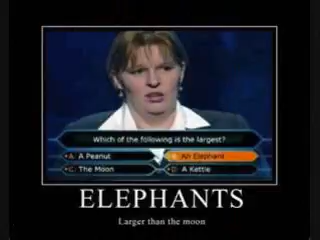 Which of the following is the largest?
A: A Peanut
B: An Elephant
C: The Moon
D: A Kettle
ELEPHANTS
Larger than the moon